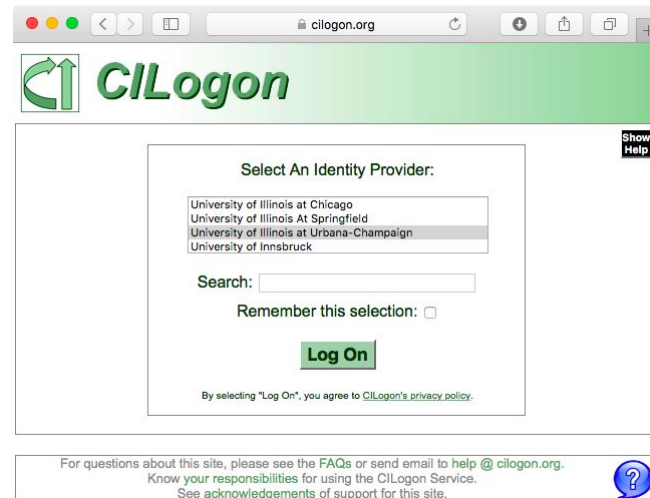 cilogon.org
CILogon
Show
Help
Select An Identity Provider:
University of Illinois at Chicago
University of Illinois At Springfield
University of Illinois at Urbana-Champaign
University of Innsbruck
Search:
Remember this selection:
Log On
By selecting "Log On", you agree to CILogon's privacy policy.
For questions about this site, please see the FAQs or send email to help @ cilogon.org.
Know your responsibilities for using the CILogon Service.
See acknowledgements of support for this site.